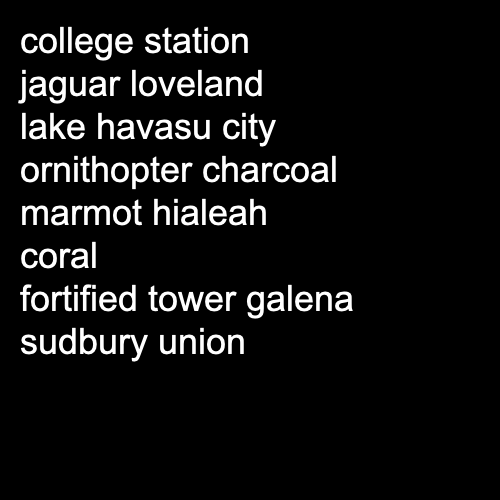 college station
jaguar loveland
lake havasu city
ornithopter charcoal
marmot hialeah
coral
fortified tower galena
sudbury union